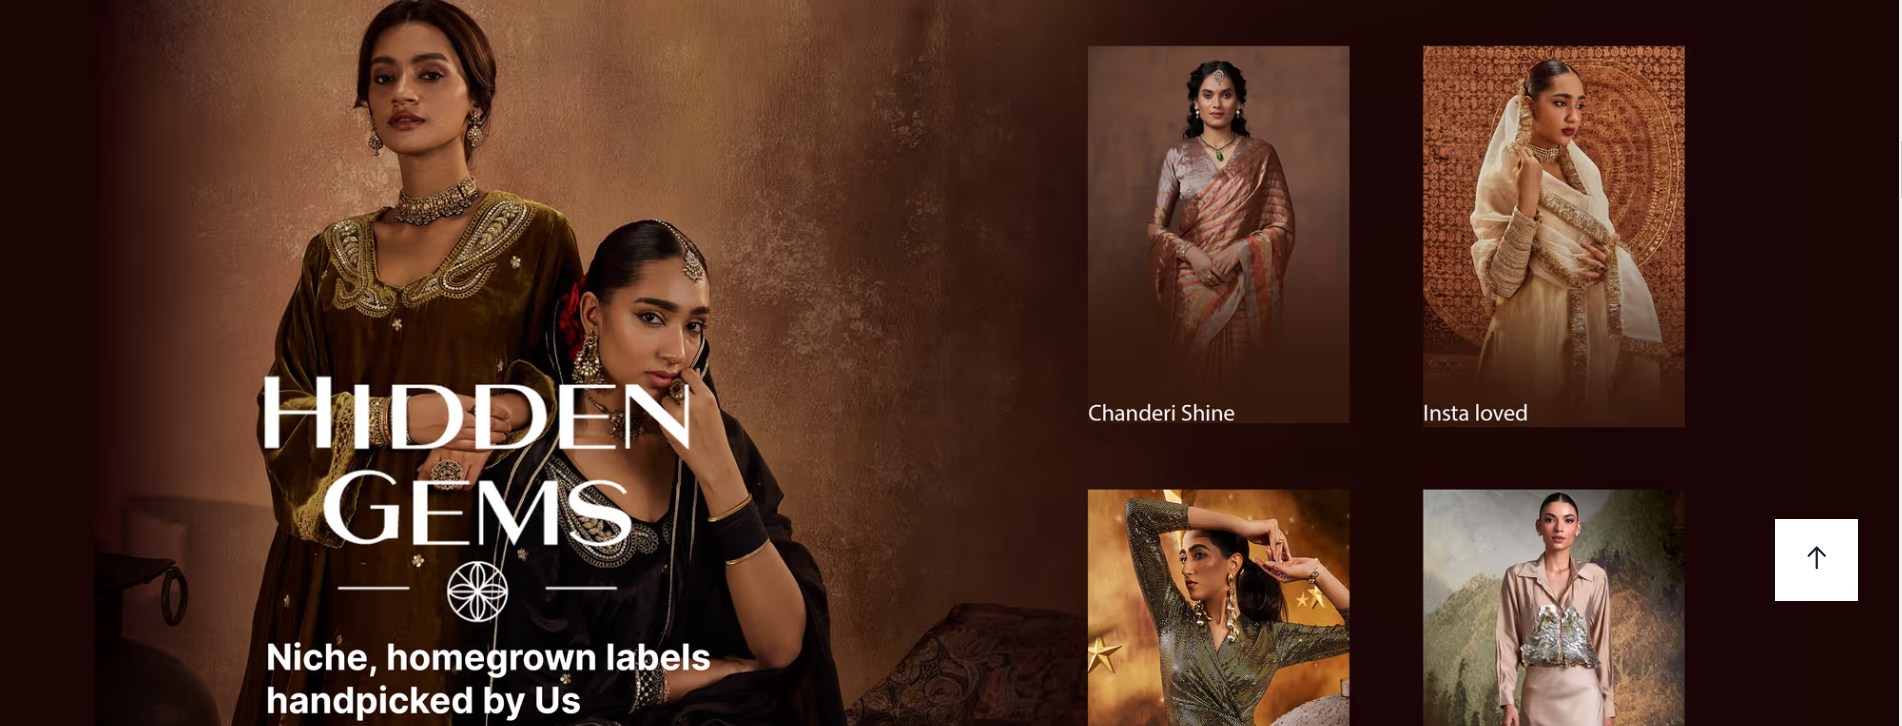 HIDDEN
GEMS
Niche, homegrown labels
handpicked by Us
Chanderi Shine
Insta loved